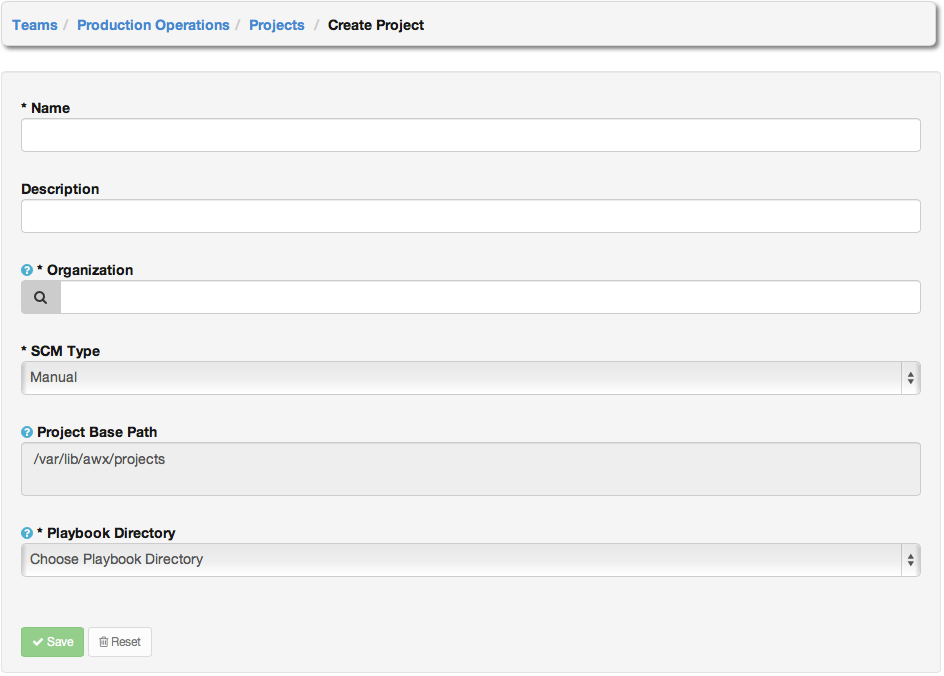 Teams / Production Operations / Projects / Create Project
* Name
Description
? * Organization
* SCM Type
Manual
? Project Base Path
/var/lib/awx/projects
? * Playbook Directory
Choose Playbook Directory
Save Reset